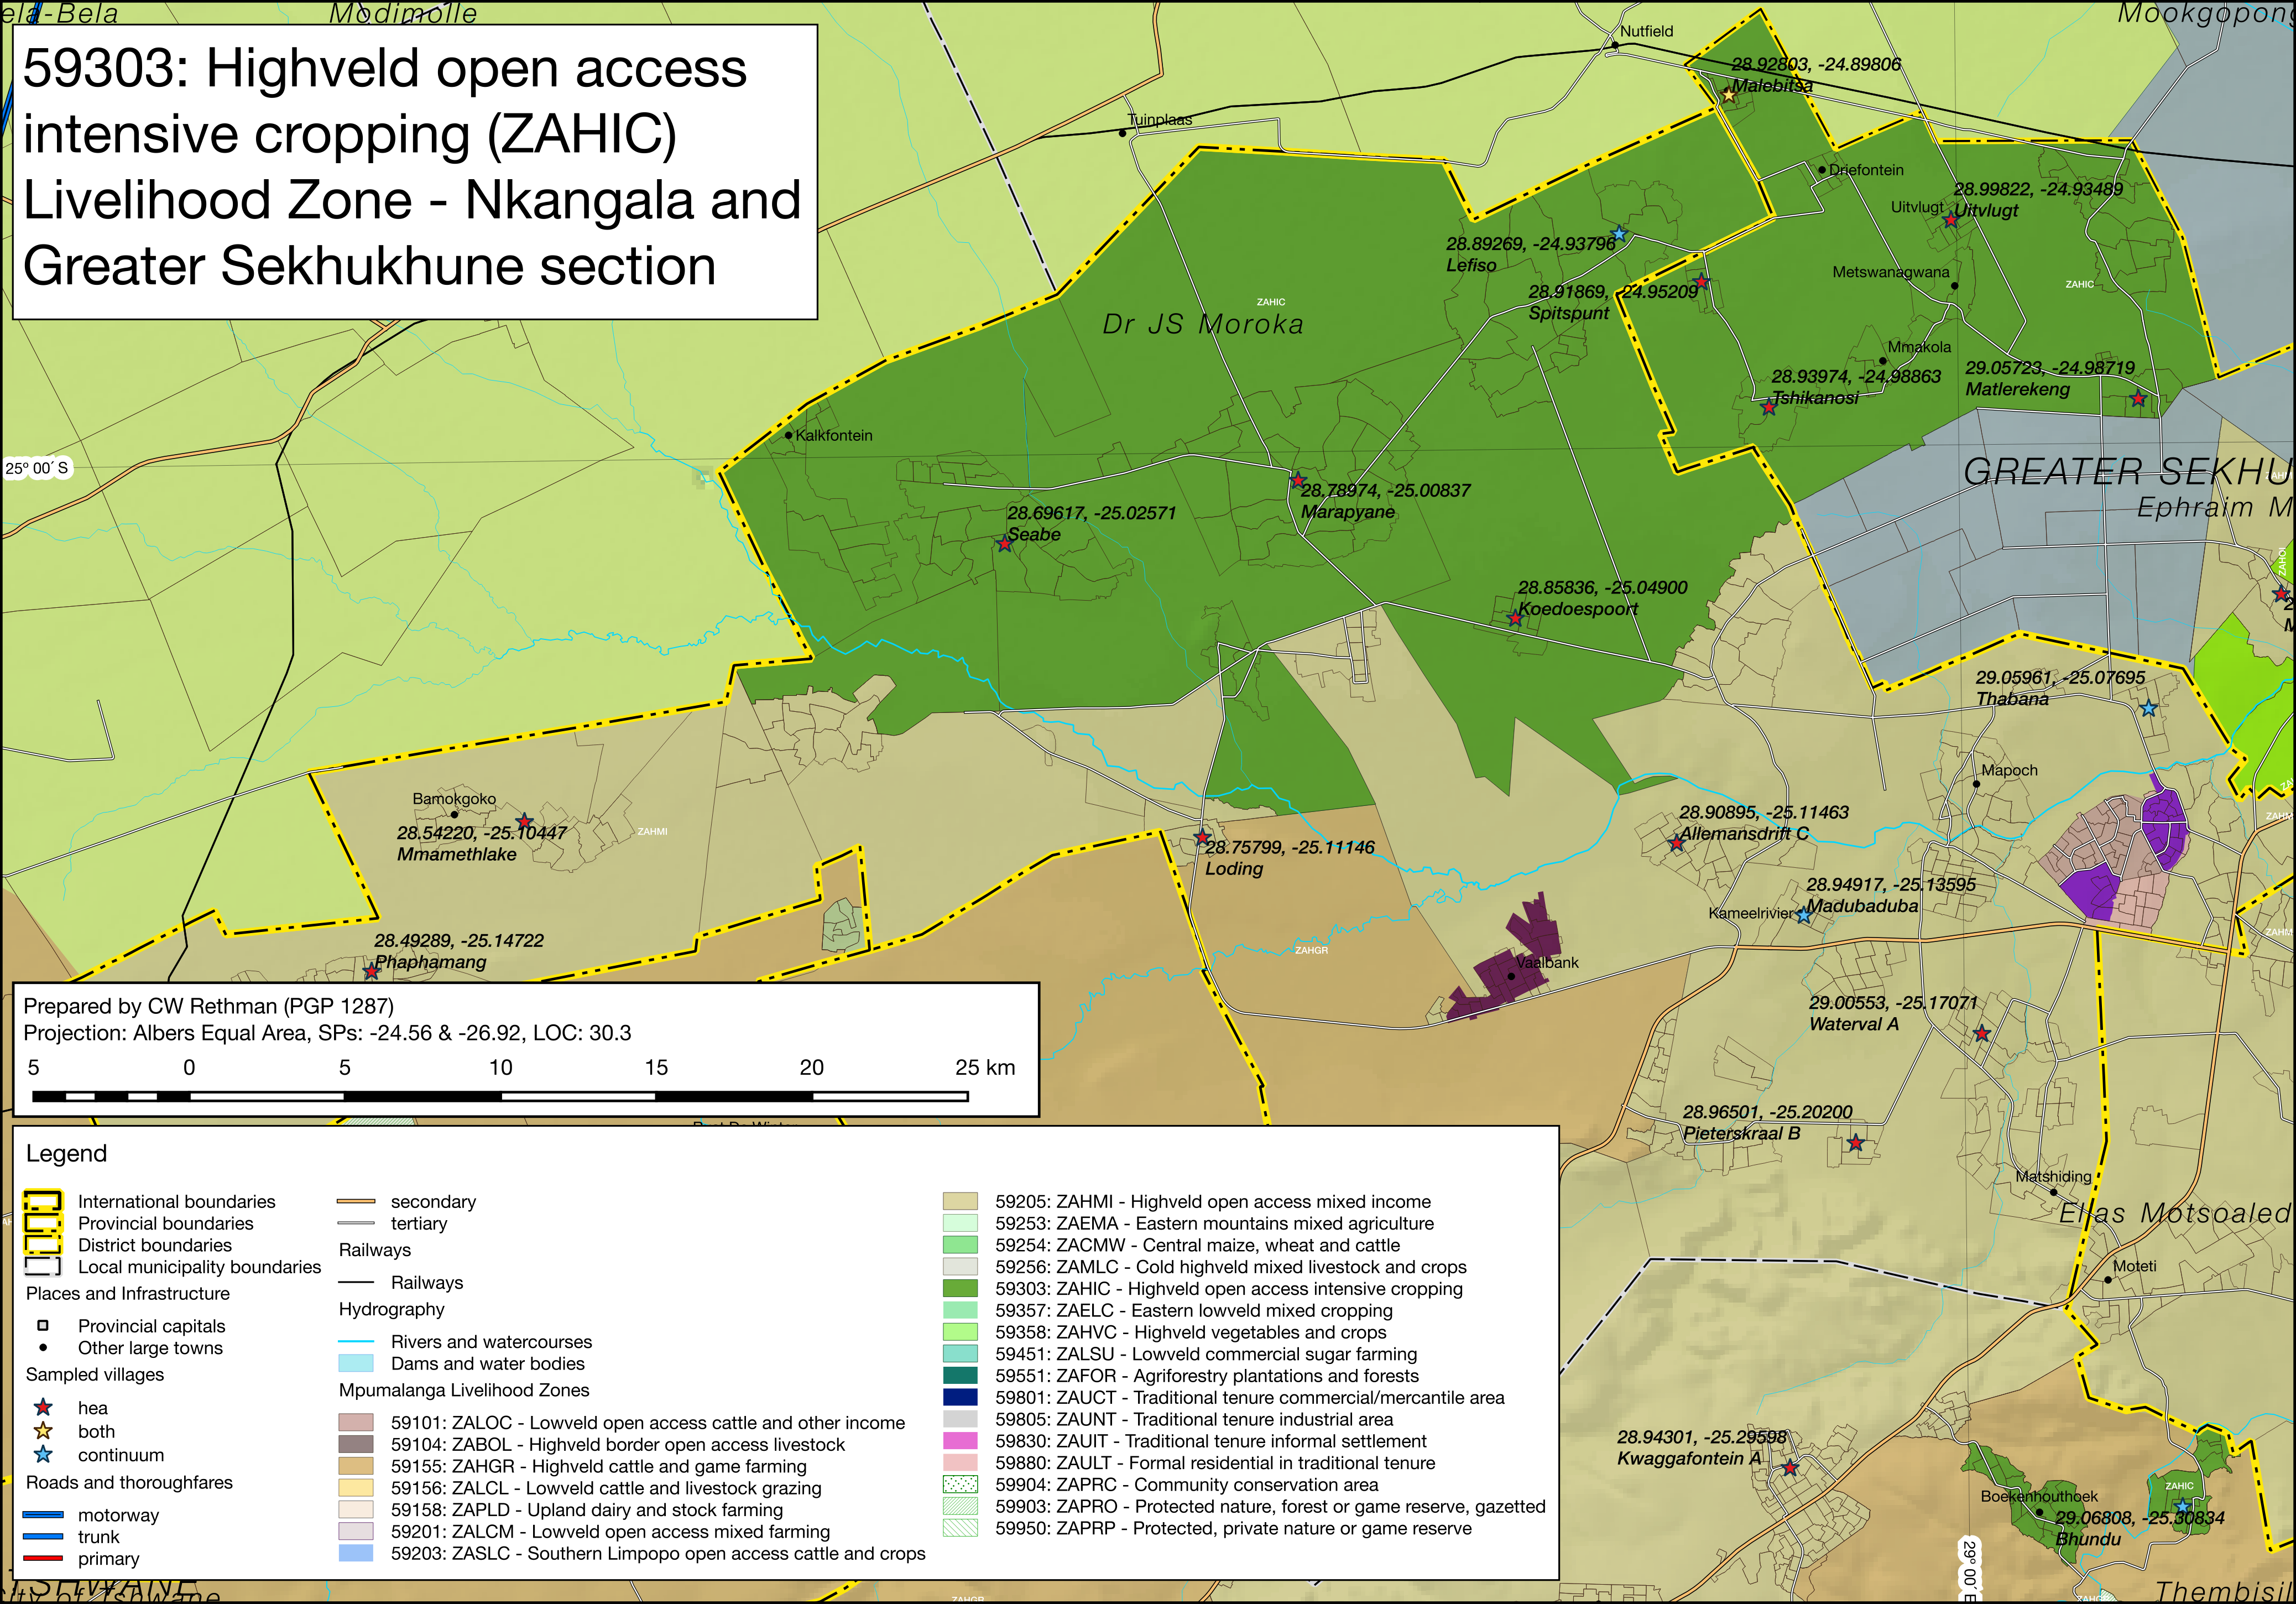 ela-Bela
Modimolle
Mookgopong
59303: Highveld open access
intensive cropping (ZAHIC)
Livelihood Zone - Nkangala and
Greater Sekhukhune section
Nutfield
28.92803, -24.89806
Malebitsa
Tuinplaas
Driefontein
28.99822, -24.93489
Uitvlugt
Uitvlugt
28.89269, -24.93796
Lefiso
Metswanagwana
ZAHIC
28.91869, -24.95209
Spitspunt
ZAHIC
Dr JS Moroka
Mmakola
29.05723, -24.98719
Matlerekeng
28.93974, -24.98863
Tshikanosi
Kalkfontein
25° 00´ S
GREATER SEKHU
Ephraim M
28.78974, -25.00837
Marapyane
28.69617, -25.02571
Seabe
ZAHOI
28.85836, -25.04900
Koedoespoort
29.05961, -25.07695
Thabana
Mapoch
Bamokgoko
28.54220, -25.10447
Mmamethlake
ZAHMI
28.90895, -25.11463
Allemansdrift C
28.75799, -25.11146
Loding
28.94917, -25.13595
Madubaduba
Kameelrivier
28.49289, -25.14722
Phaphamang
ZAHGR
Vaalbank
29.00553, -25.17071
Waterval A
Prepared by CW Rethman (PGP 1287)
Projection: Albers Equal Area, SPs: -24.56 & -26.92, LOC: 30.3
5 0 5 10 15 20 25 km
28.96501, -25.20200
Pieterskraal B
Matshiding
Elias Motsoaled
Moteti
28.94301, -25.29598
Kwaggafontein A
ZAHIC
Boekenhouthoek
29.06808, -25.30834
Bhundu
29° 00´ E
Thembisil
TSHWANE
City of Tshwane
ZAHGR
ZAHGR
Legend
International boundaries
Provincial boundaries
District boundaries
Local municipality boundaries
Places and Infrastructure
Provincial capitals
Other large towns
Sampled villages
hea
both
continuum
Roads and thoroughfares
motorway
trunk
primary
secondary
tertiary
Railways
Railways
Hydrography
Rivers and watercourses
Dams and water bodies
Mpumalanga Livelihood Zones
59101: ZALOC - Lowveld open access cattle and other income
59104: ZABOL - Highveld border open access livestock
59155: ZAHGR - Highveld cattle and game farming
59156: ZALCL - Lowveld cattle and livestock grazing
59158: ZAPLD - Upland dairy and stock farming
59201: ZALCM - Lowveld open access mixed farming
59203: ZASLC - Southern Limpopo open access cattle and crops
59205: ZAHMI - Highveld open access mixed income
59253: ZAEMA - Eastern mountains mixed agriculture
59254: ZACMW - Central maize, wheat and cattle
59256: ZAMLC - Cold highveld mixed livestock and crops
59303: ZAHIC - Highveld open access intensive cropping
59357: ZAELC - Eastern lowveld mixed cropping
59358: ZAHVC - Highveld vegetables and crops
59451: ZALSU - Lowveld commercial sugar farming
59551: ZAFOR - Agriforestry plantations and forests
59801: ZAUCT - Traditional tenure commercial/mercantile area
59805: ZAUNT - Traditional tenure industrial area
59830: ZAUIT - Traditional tenure informal settlement
59880: ZAULT - Formal residential in traditional tenure
59904: ZAPRC - Community conservation area
59903: ZAPRO - Protected nature, forest or game reserve, gazetted
59950: ZAPRP - Protected, private nature or game reserve